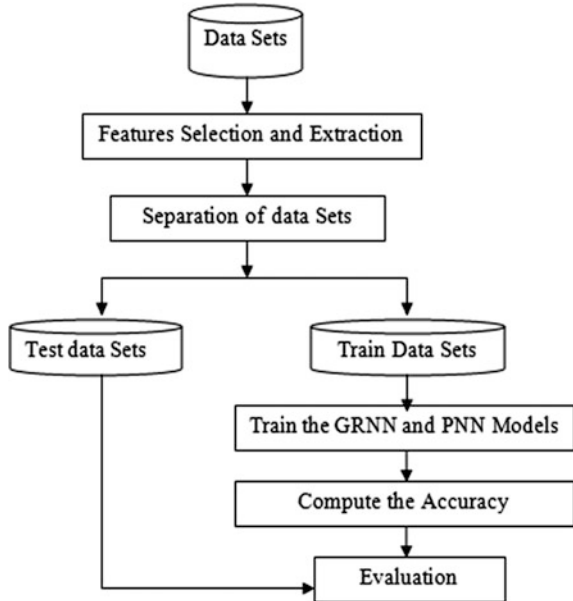 Data Sets
Features Selection and Extraction
Separation of data Sets
Test data Sets
Train Data Sets
Train the GRNN and PNN Models
Compute the Accuracy
Evaluation